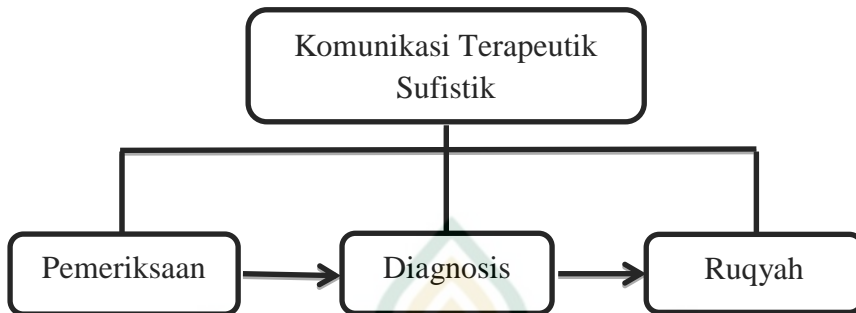 Komunikasi Terapeutik
Sufistik
Pemeriksaan
Diagnosis
Ruqyah